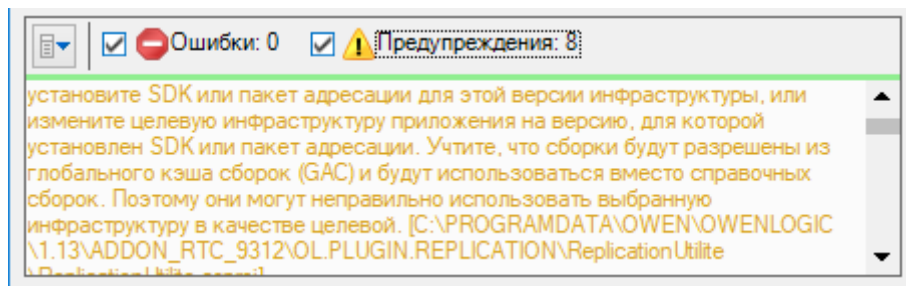 Ошибки: 0 Предупреждения: 8
установите SDK или пакет адресации для этой версии инфраструктуры, или
измените целевую инфраструктуру приложения на версию, для которой
установлен SDK или пакет адресации. Учтите, что сборки будут разрешены из
глобального кэша сборок (GAC) и будут использоваться вместо справочных
сборок. Поэтому они могут неправильно использовать выбранную
инфраструктуру в качестве целевой. [C:\PROGRAMDATA\OWEN\OWENLOGIC
\1.13\ADDON_RTC_9312\OL.PLUGIN.REPLICATION\ReplicationUtilite